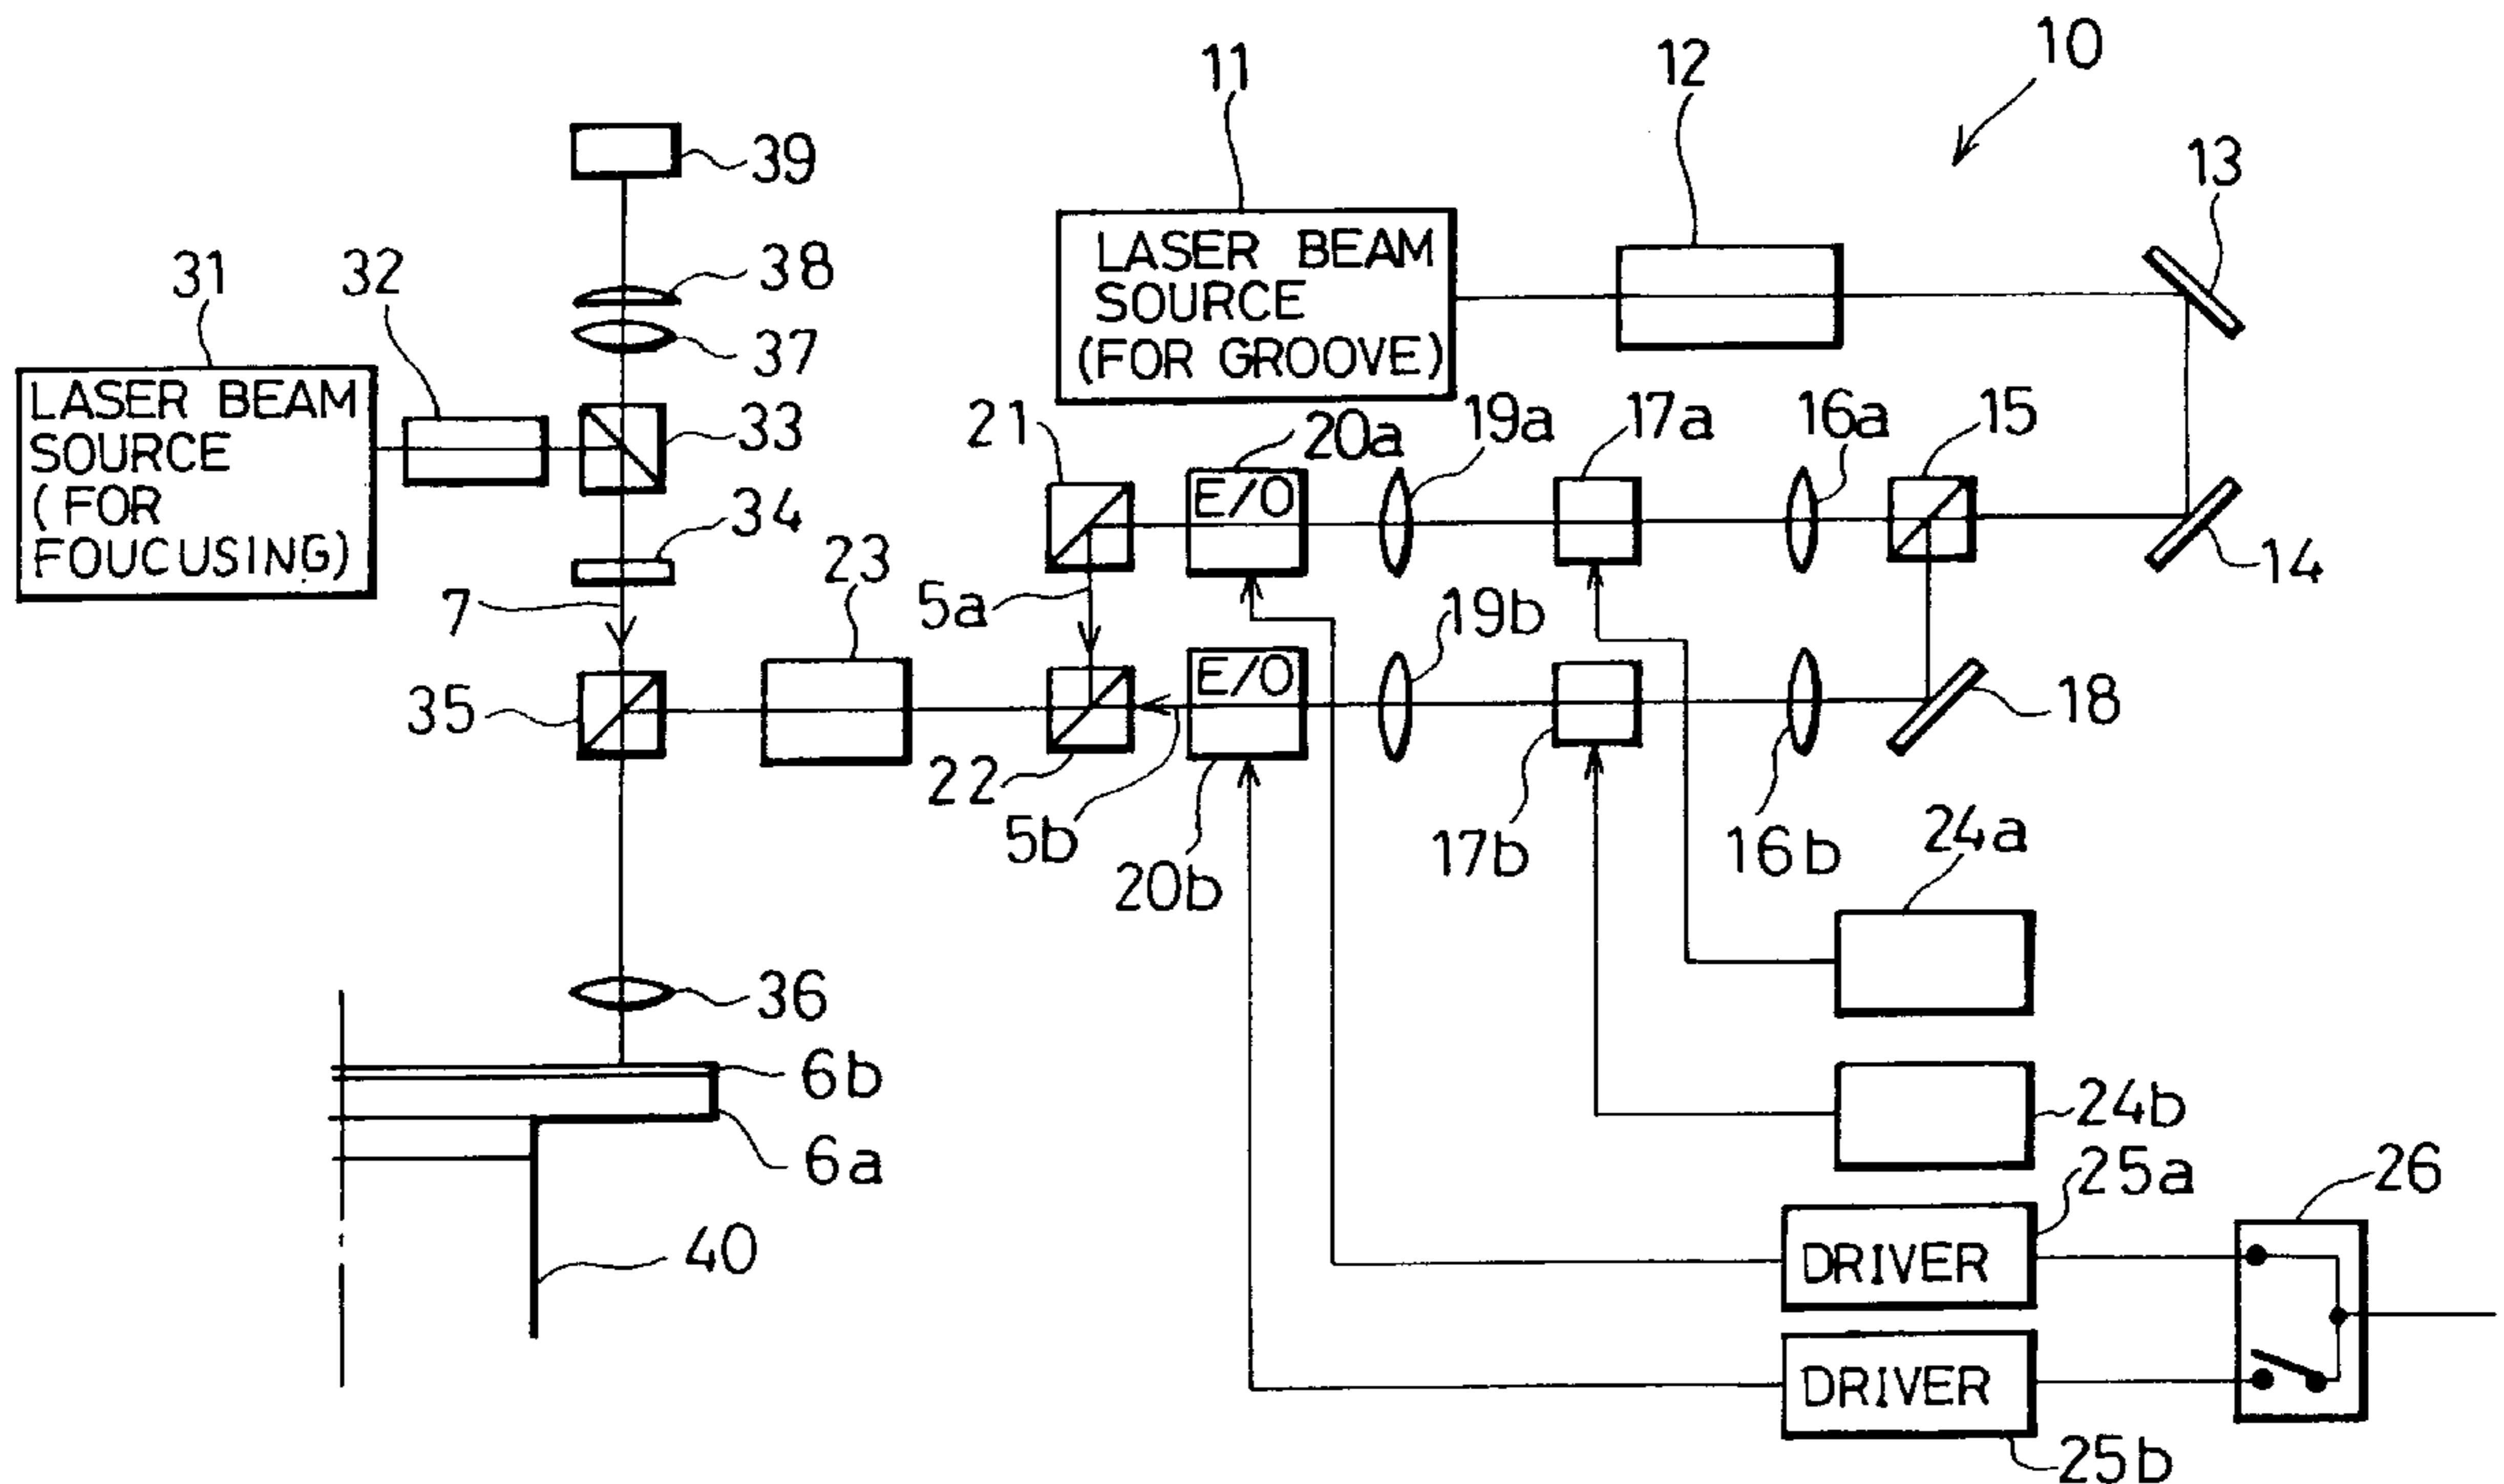 10
11
12
13
39
38
31
32
LASER BEAM
SOURCE
(FOR GROOVE)
37
LASER BEAM
SOURCE
(FOR
FOUCUSING)
33
21
20a
19a
17a
16a
15
E/O
34
14
23
7
5a
19b
E/O
35
18
22
5b
20b
17b
16b
24a
36
6b
6a
24b
25a
26
40
DRIVER
DRIVER
25b